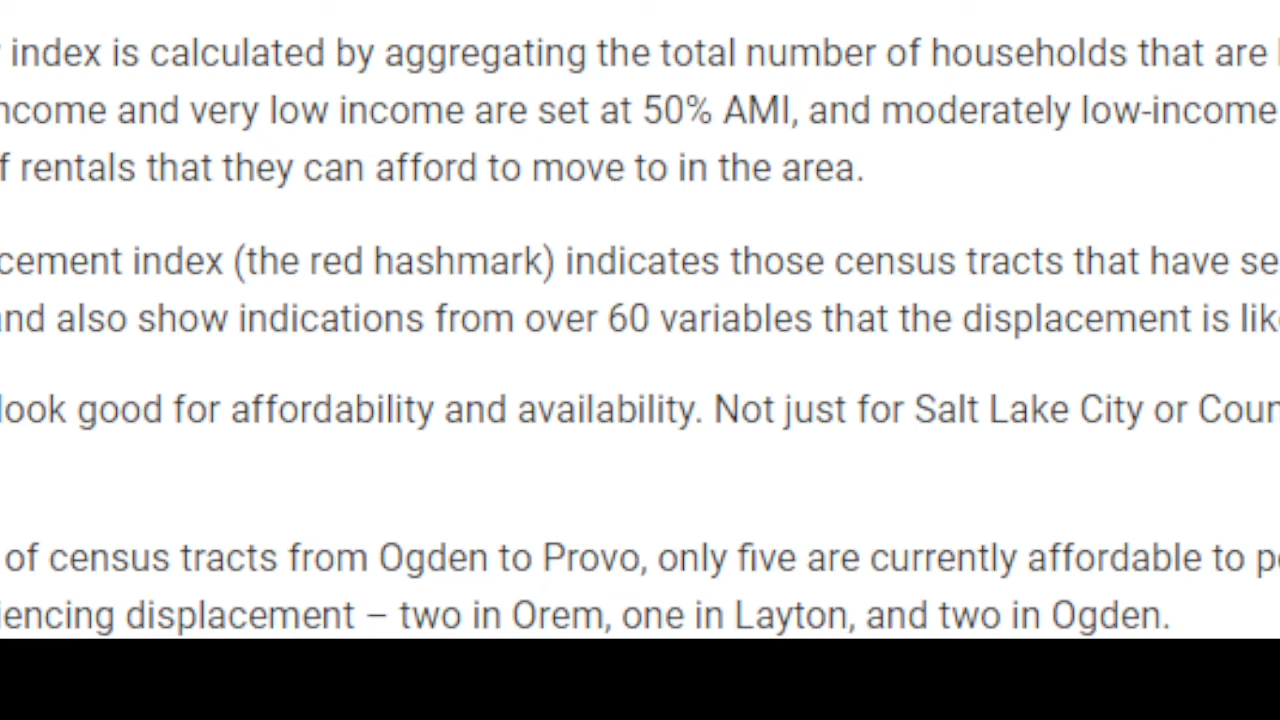 index is calculated by aggregating the total number of households that are
income and very low income are set at 50% AMI, and moderately low-income
f rentals that they can afford to move to in the area.
cement index (the red hashmark) indicates those census tracts that have se
and also show indications from over 60 variables that the displacement is lik
look good for affordability and availability. Not just for Salt Lake City or Coun
of census tracts from Ogden to Provo, only five are currently affordable to p
iencing displacement – two in Orem, one in Layton, and two in Ogden.